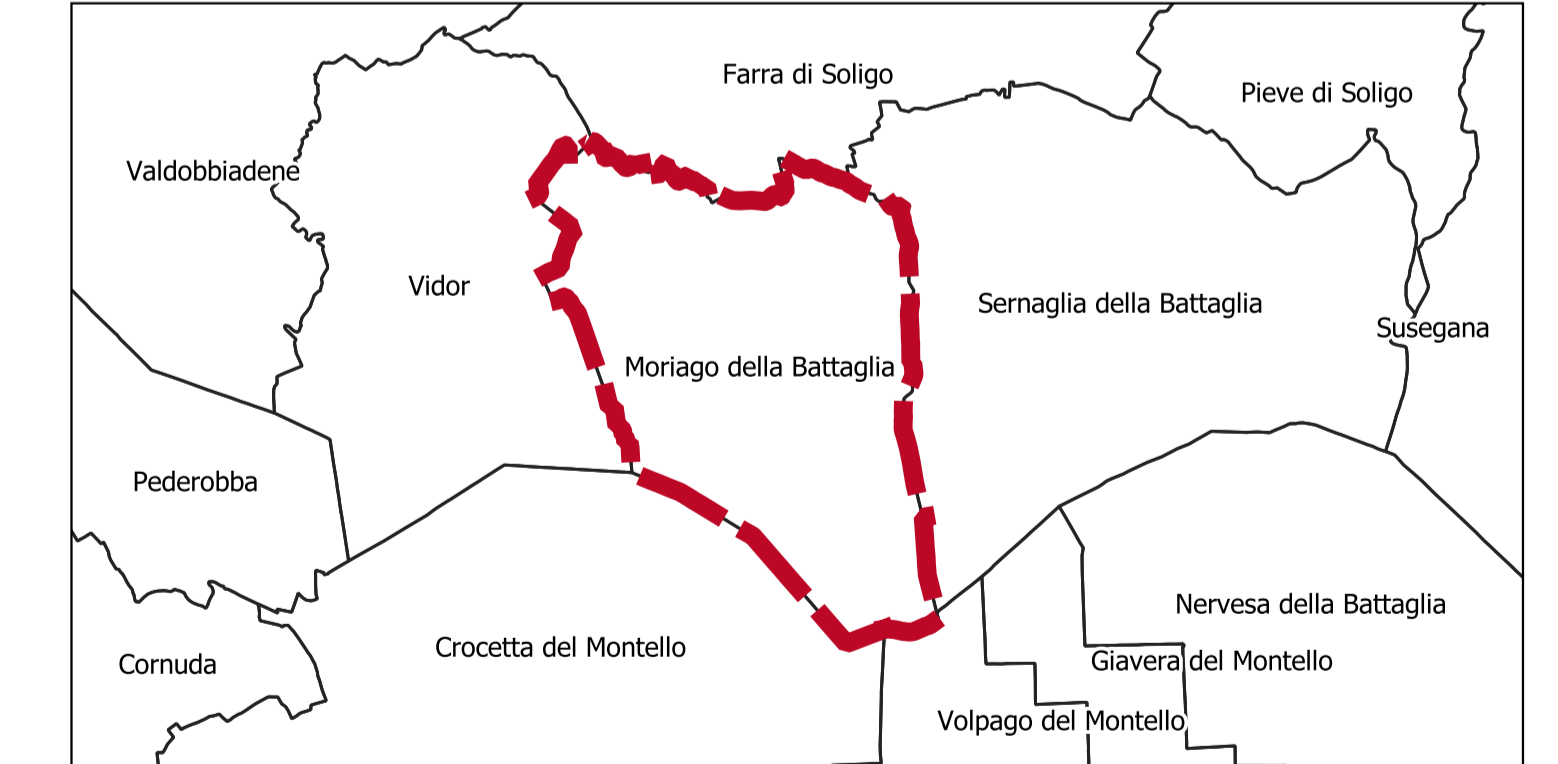 Farra di Soligo
Pieve di Soligo
Valdobbiadene
Vidor
Sernaglia della Battaglia
Susegana
Moriago della Battaglia
Pederobba
Nervesa della Battaglia
Crocetta del Montello
Cornuda
Giavera del Montello
Volpago del Montello